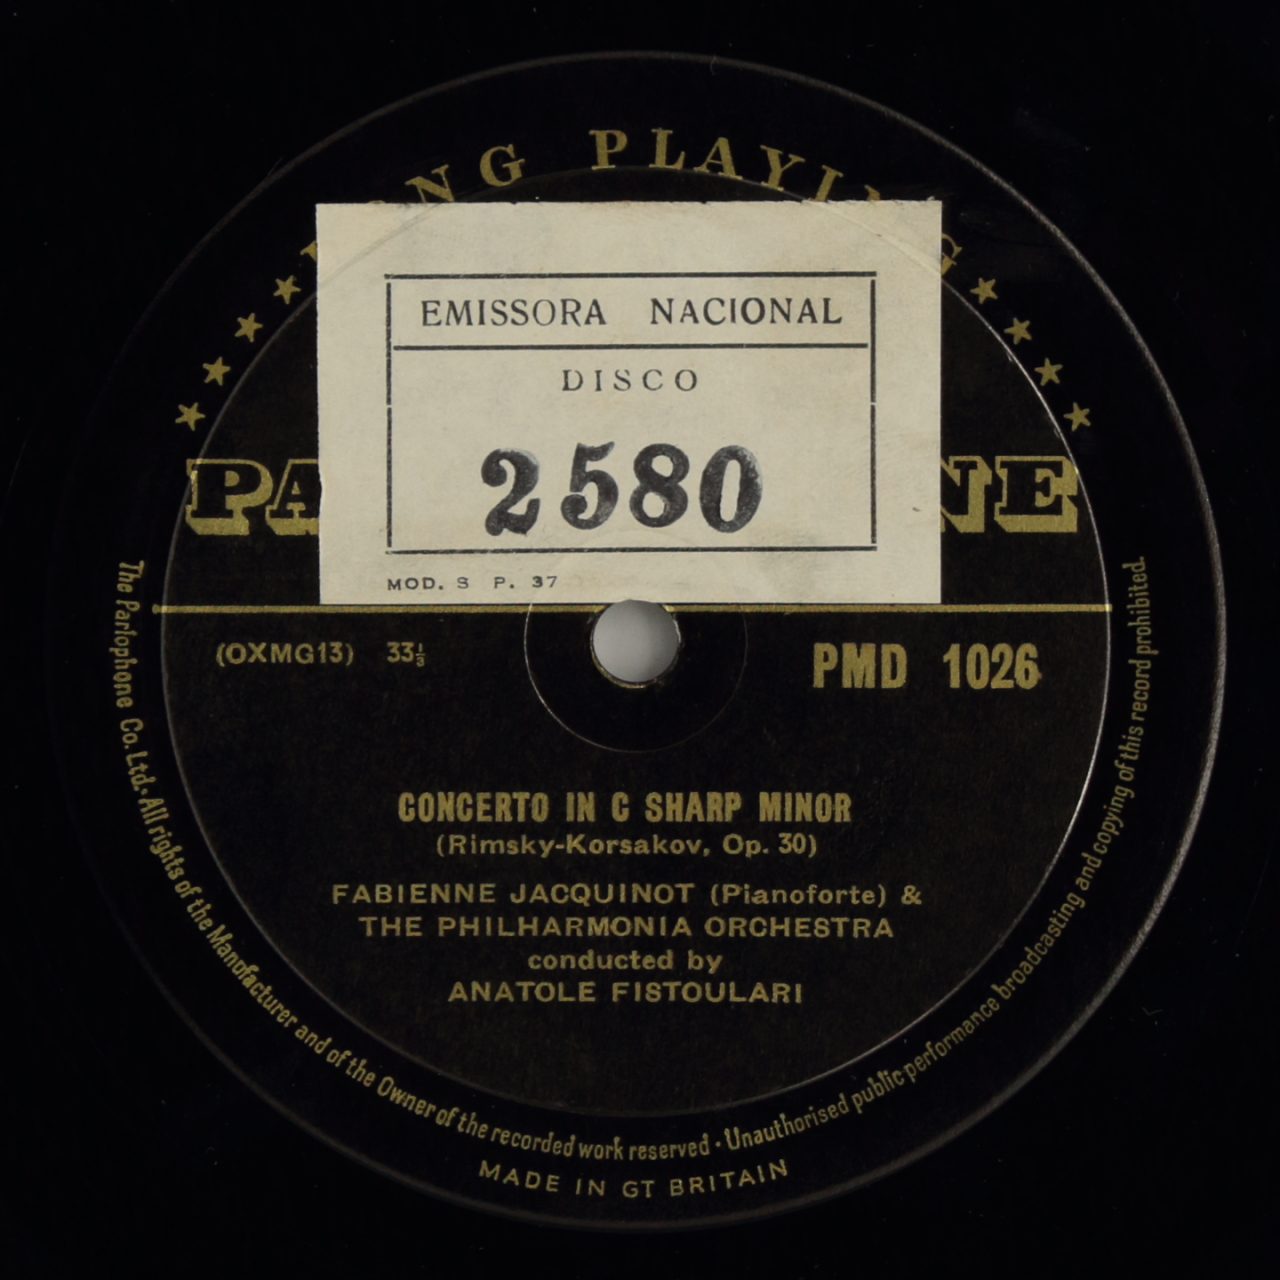 LONG PLAYING
EMISSORA NACIONAL
DISCO
2580
MOD. S P. 37
(OXMG13) 33⅓
PMD 1026
CONCERTO IN C SHARP MINOR
(Rimsky-Korsakov, Op. 30)
FABIENNE JACQUINOT (Pianoforte) &
THE PHILHARMONIA ORCHESTRA
conducted by
ANATOLE FISTOULARI
The Parlophone Co. Ltd. All rights of the Manufacturer and of the Owner of the recorded work reserved · Unauthorised public performance broadcasting and copying of this record prohibited.
MADE IN GT BRITAIN